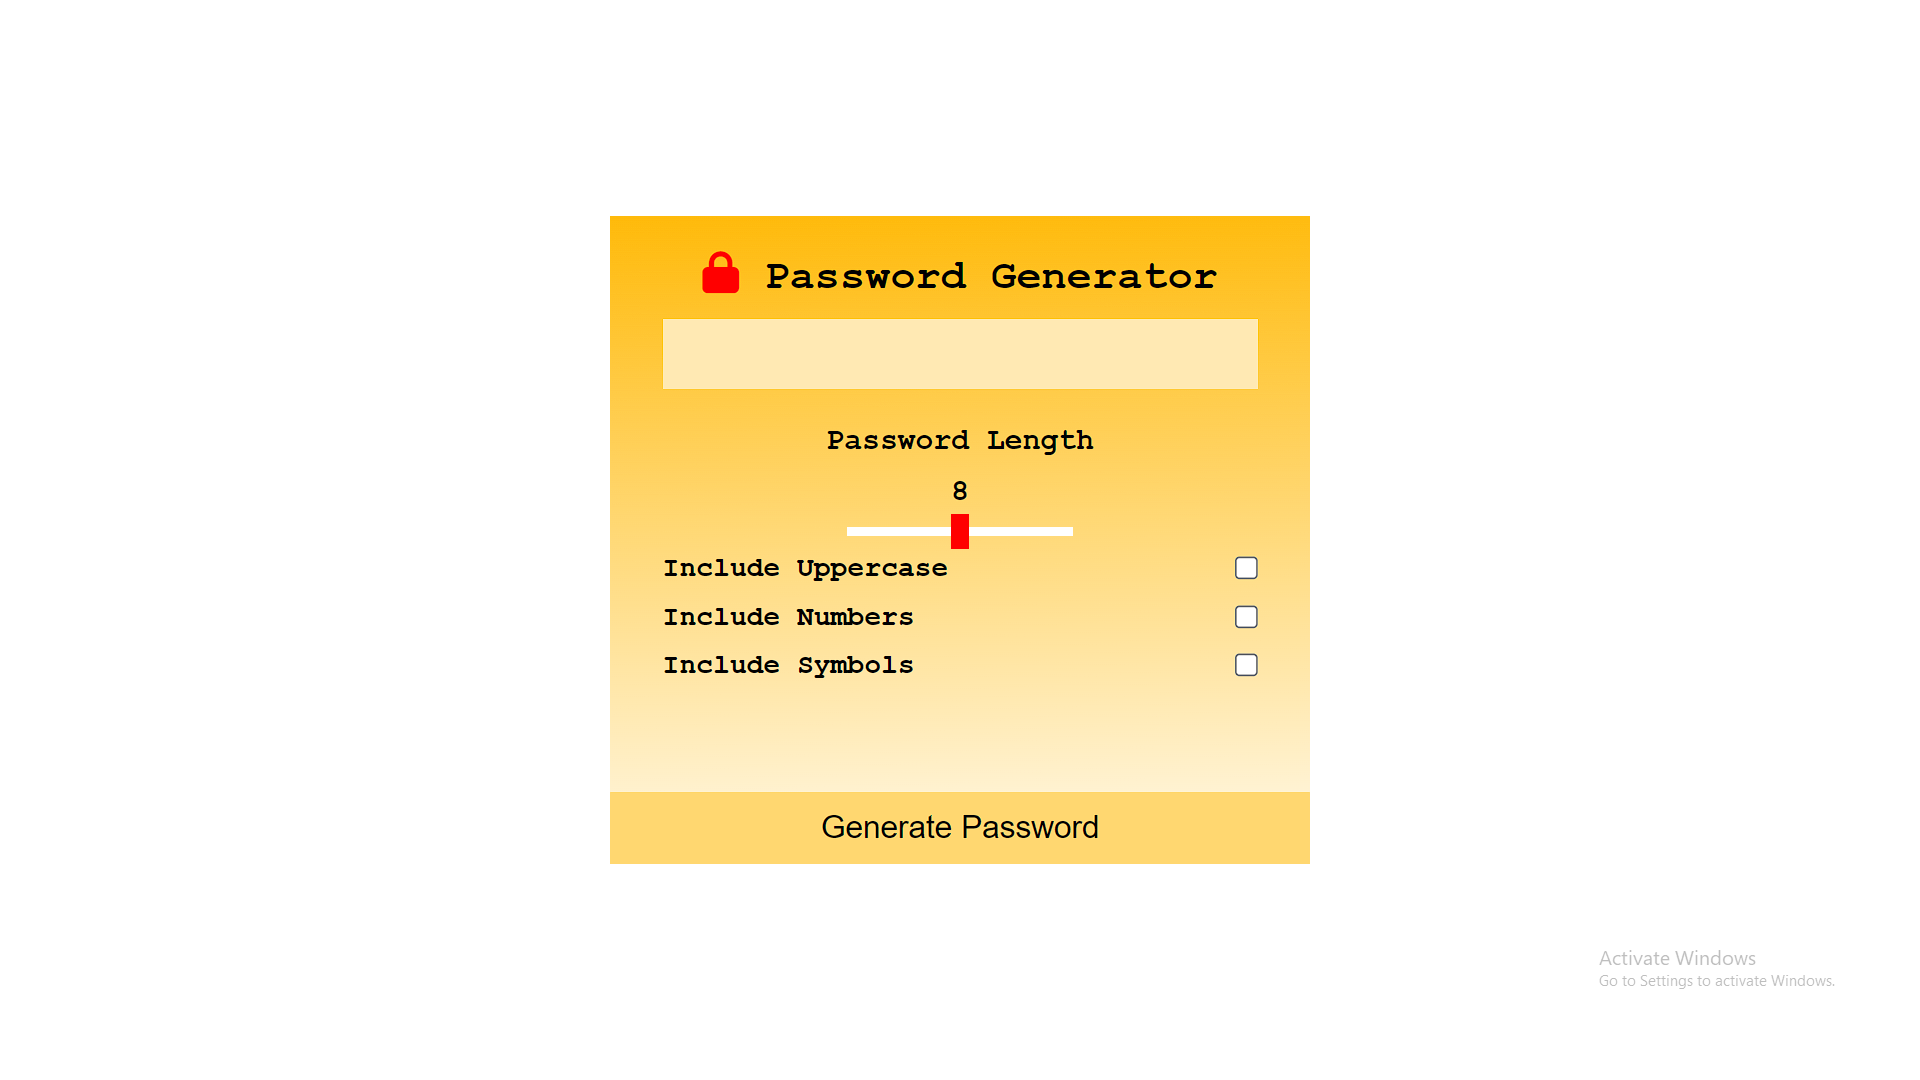 Password Generator
Password Length
8
Include Uppercase
Include Numbers
Include Symbols
Generate Password
Activate Windows
Go to Settings to activate Windows.